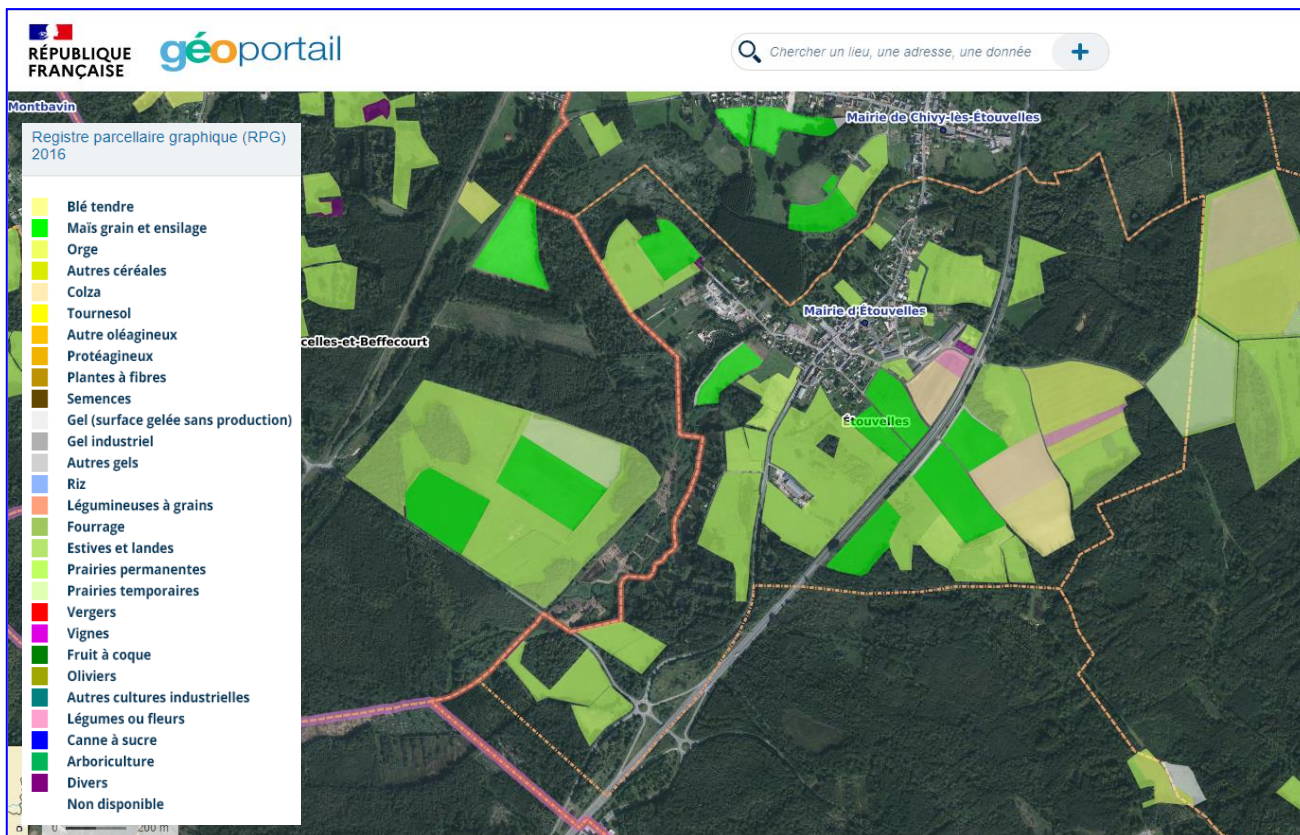 RÉPUBLIQUE
FRANÇAISE
géoportail
Chercher un lieu, une adresse, une donnée
+
Montbavin
Mairie de Chivy-lès-Étouvelles
Registre parcellaire graphique (RPG)
2016
Blé tendre
Maïs grain et ensilage
Orge
Autres céréales
Colza
Tournesol
Autre oléagineux
Protéagineux
Plantes à fibres
Semences
Gel (surface gelée sans production)
Gel industriel
Autres gels
Riz
Légumineuses à grains
Fourrage
Estives et landes
Prairies permanentes
Prairies temporaires
Vergers
Vignes
Fruit à coque
Oliviers
Autres cultures industrielles
Légumes ou fleurs
Canne à sucre
Arboriculture
Divers
Non disponible
Mairie d'Étouvelles
celles-et-Beffecourt
Étouvelles
0 200 m